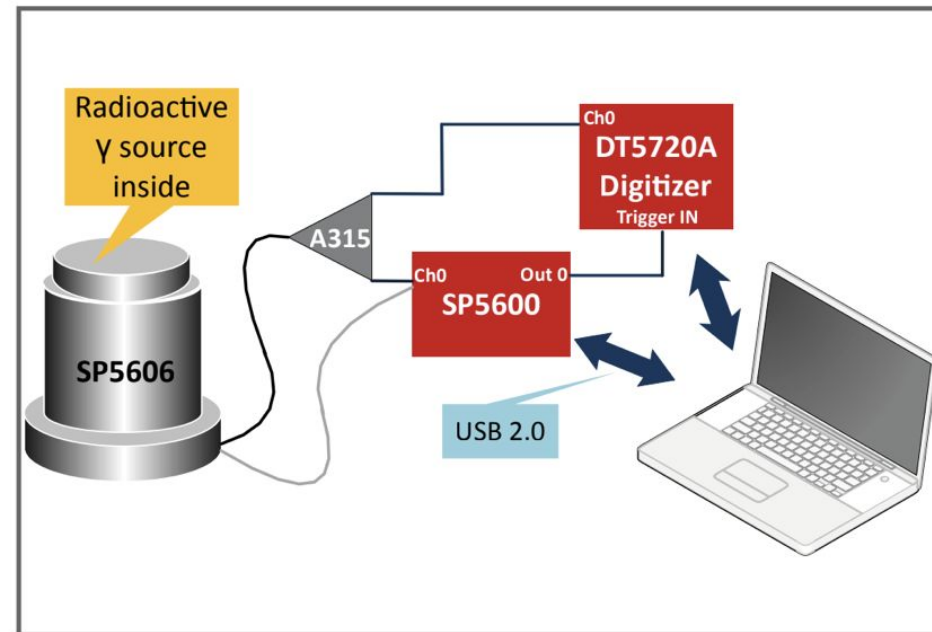 Radioactive
γ source
inside
Ch0
DT5720A
Digitizer
Trigger IN
A315
Ch0
Out 0
SP5600
SP5606
USB 2.0